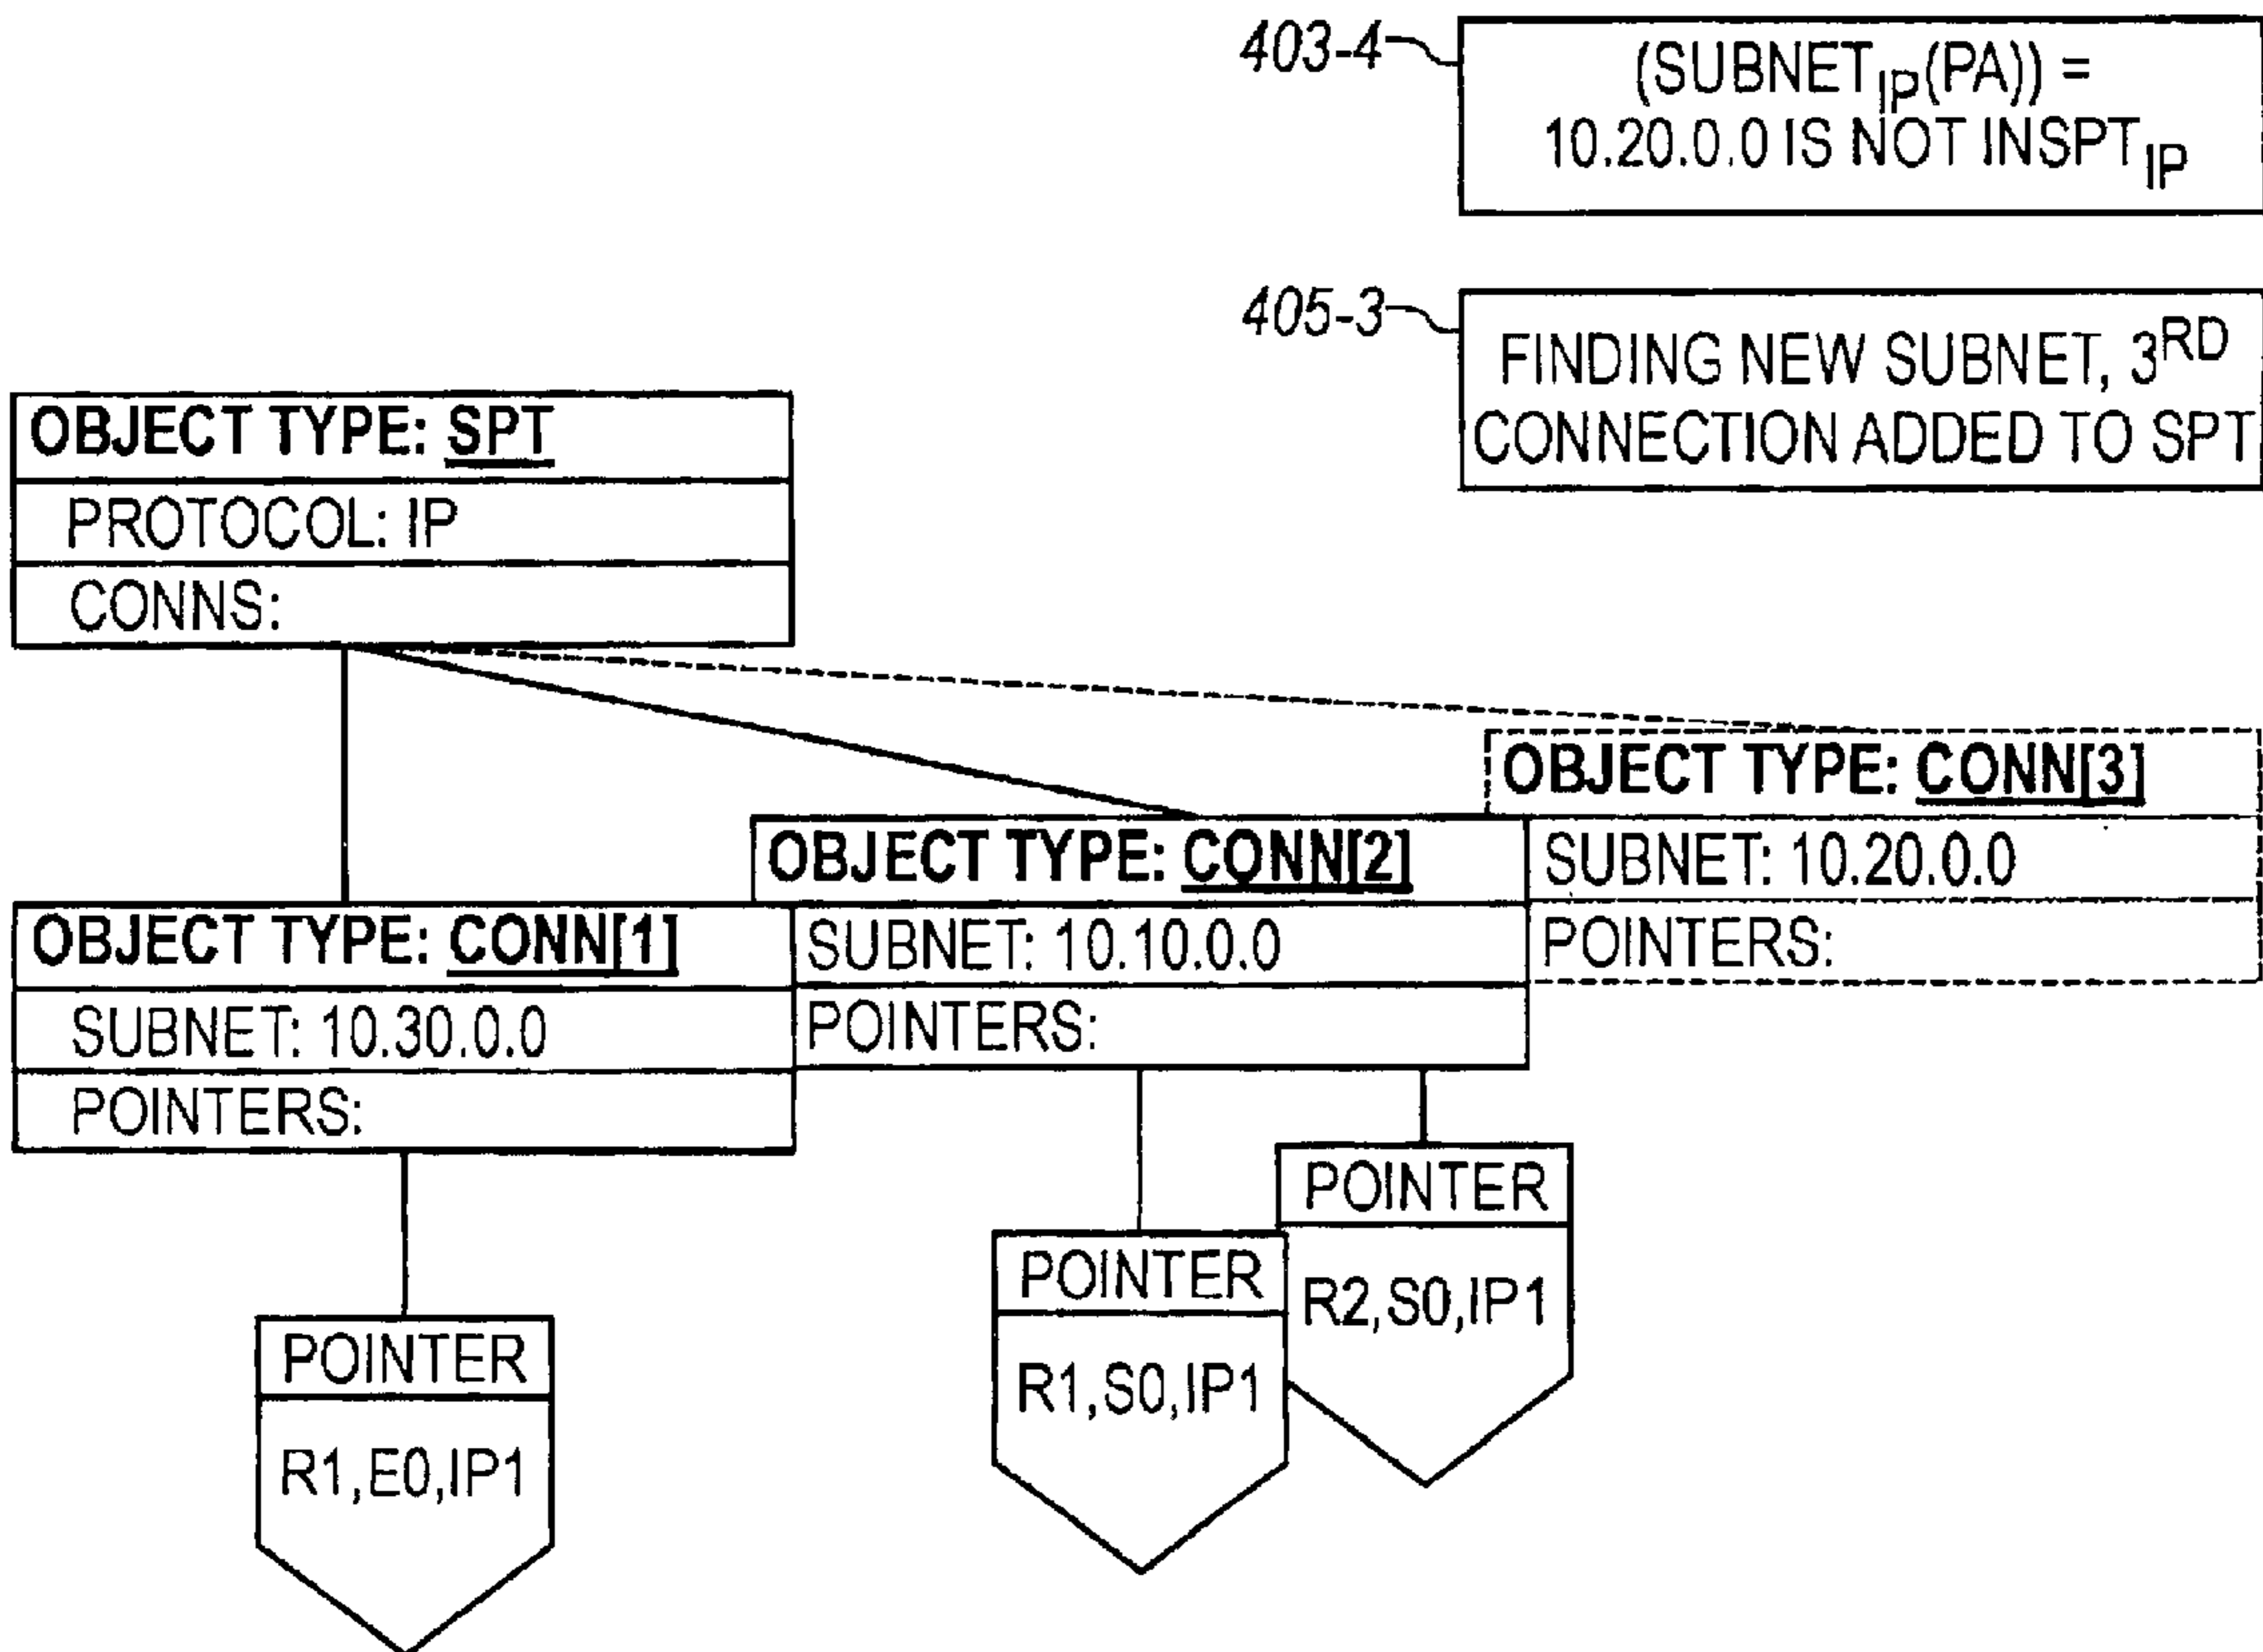 403-4
(SUBNET_IP(PA)) =
10.20.0.0 IS NOT INSPT_IP
405-3
FINDING NEW SUBNET, 3RD
CONNECTION ADDED TO SPT
OBJECT TYPE: SPT
PROTOCOL: IP
CONNS:
OBJECT TYPE: CONN[3]
SUBNET: 10.20.0.0
POINTERS:
OBJECT TYPE: CONN[2]
SUBNET: 10.10.0.0
POINTERS:
OBJECT TYPE: CONN[1]
SUBNET: 10.30.0.0
POINTERS:
POINTER
R2,S0,IP1
POINTER
R1,S0,IP1
POINTER
R1,E0,IP1